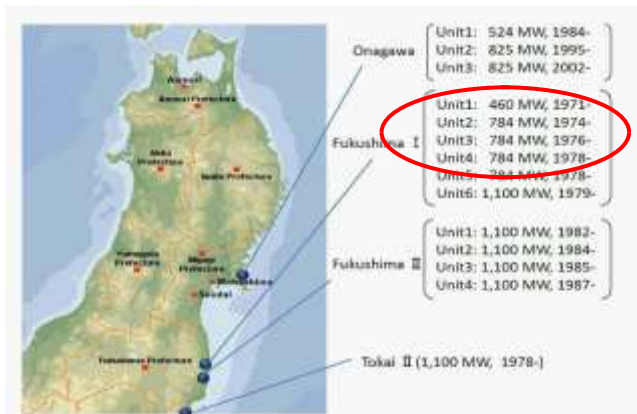 Onagawa
Unit1: 524 MW, 1984-
Unit2: 825 MW, 1995-
Unit3: 825 MW, 2002-
Fukushima Ⅰ
Unit1: 460 MW, 1971-
Unit2: 784 MW, 1974-
Unit3: 784 MW, 1976-
Unit4: 784 MW, 1978-
Unit5: 784 MW, 1978-
Unit6: 1,100 MW, 1979-
Fukushima Ⅱ
Unit1: 1,100 MW, 1982-
Unit2: 1,100 MW, 1984-
Unit3: 1,100 MW, 1985-
Unit4: 1,100 MW, 1987-
Tokai Ⅱ (1,100 MW, 1978-)
Aomori
Aomori Prefecture
Akita
Prefecture
Iwate Prefecture
Yamagata
Prefecture
Miyagi
Prefecture
Sendai
Prefecture